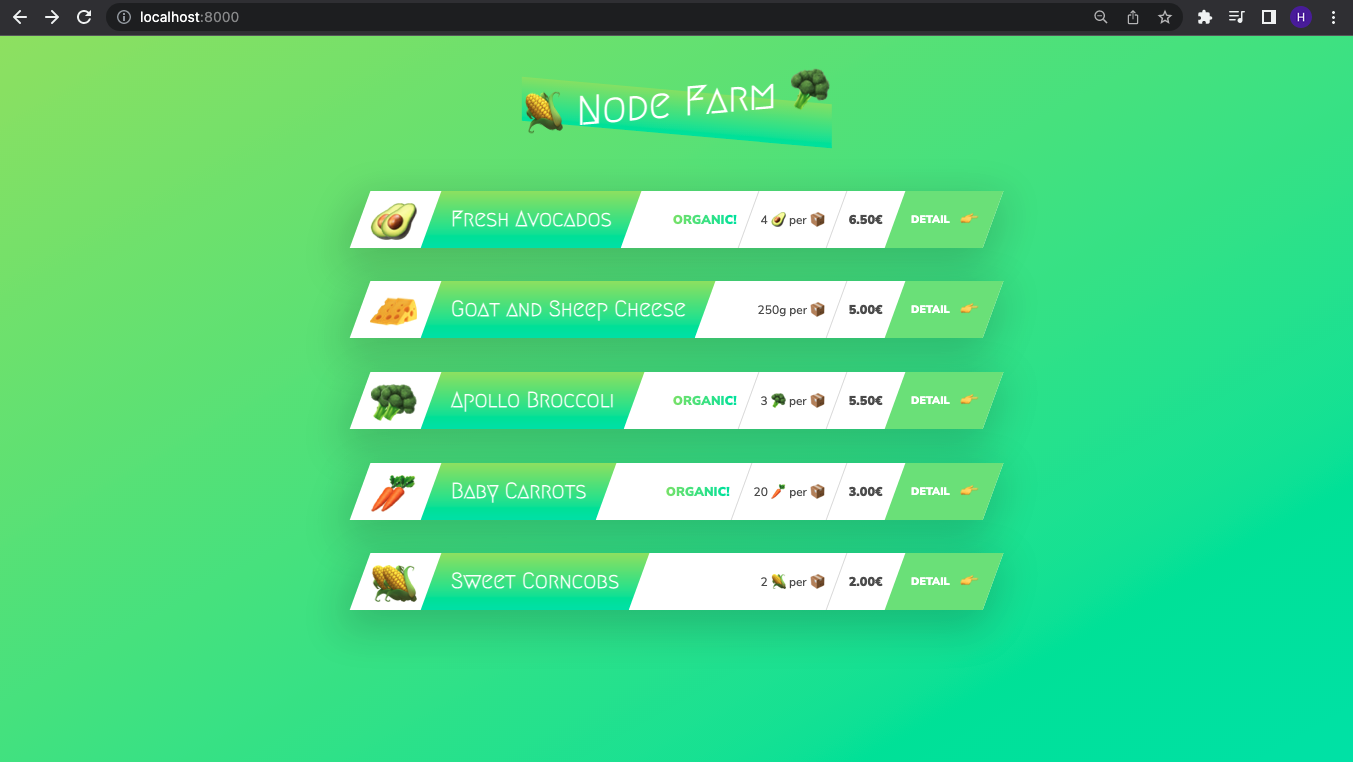 localhost:8000
H
🌽 Node Farm 🥦
Fresh Avocados ORGANIC! 4 🥑 per 📦 6.50€ DETAIL 👉
Goat and Sheep Cheese 250g per 📦 5.00€ DETAIL 👉
Apollo Broccoli ORGANIC! 3 🥦 per 📦 5.50€ DETAIL 👉
Baby Carrots ORGANIC! 20 🥕 per 📦 3.00€ DETAIL 👉
Sweet Corncobs 2 🌽 per 📦 2.00€ DETAIL 👉